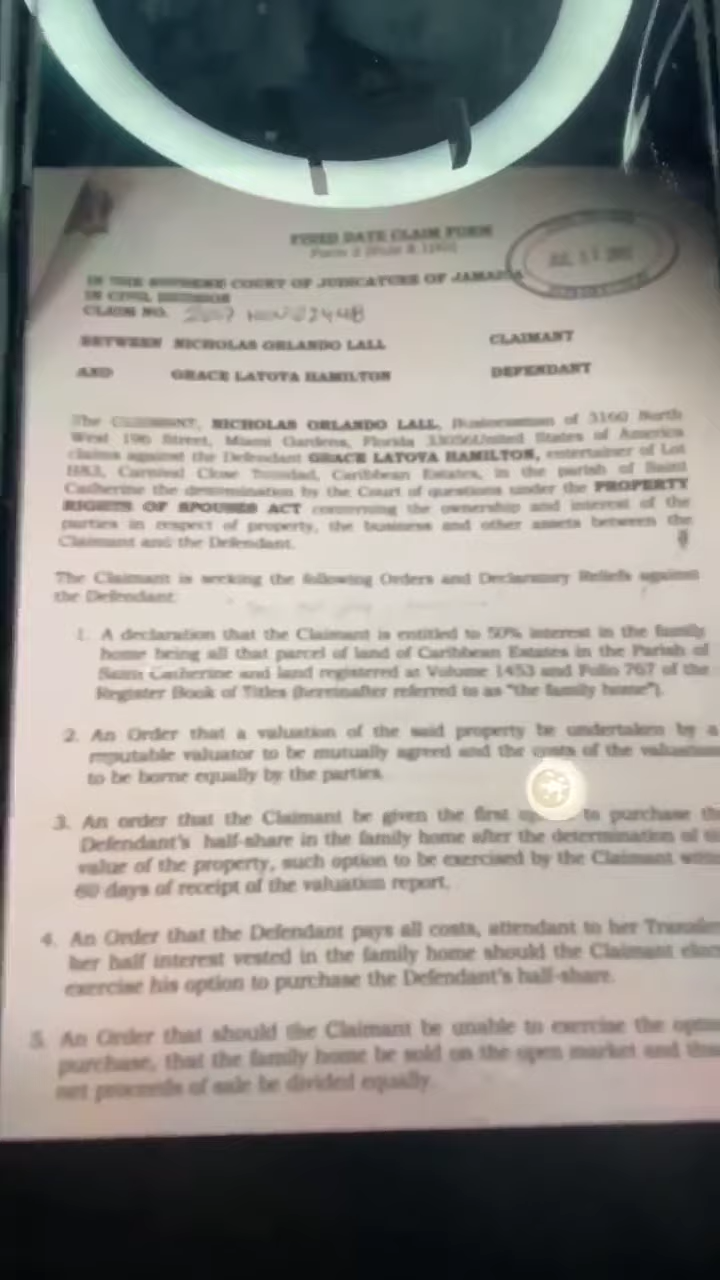 FIXED DATE CLAIM FORM
IN THE SUPREME COURT OF JUDICATURE OF JAMAICA
IN CIVIL DIVISION
CLAIM NO.
BETWEEN NICHOLAS ORLANDO LALL CLAIMANT
AND GRACE LATOYA HAMILTON DEFENDANT
The CLAIMANT, NICHOLAS ORLANDO LALL, Businessman of 3160 North
West 196 Street, Miami Gardens, Florida United States of America
claims against the Defendant GRACE LATOYA HAMILTON, entertainer of Lot
Carnival Close Trinidad, Caribbean Estates, in the parish of Saint
Catherine the determination by the Court of questions under the PROPERTY
RIGHTS OF SPOUSES ACT concerning the ownership and interest of the
parties in respect of property, the business and other assets between the
Claimant and the Defendant.
The Claimant is seeking the following Orders and Declaratory Reliefs against
the Defendant:
1. A declaration that the Claimant is entitled to 50% interest in the family
home being all that parcel of land of Caribbean Estates in the Parish of
Saint Catherine and land registered at Volume 1453 and Folio 767 of the
Register Book of Titles (hereinafter referred to as "the family home").
2. An Order that a valuation of the said property be undertaken by a
reputable valuator to be mutually agreed and the costs of the valuation
to be borne equally by the parties.
3. An order that the Claimant be given the first to purchase the
Defendant's half-share in the family home after the determination of the
value of the property, such option to be exercised by the Claimant
60 days of receipt of the valuation report.
4. An Order that the Defendant pays all costs, attendant to her
her half interest vested in the family home should the Claimant
exercise his option to purchase the Defendant's half-share.
5. An Order that should the Claimant be unable to exercise the
purchase, that the family home be sold on the open market and
net proceeds of sale be divided equally.